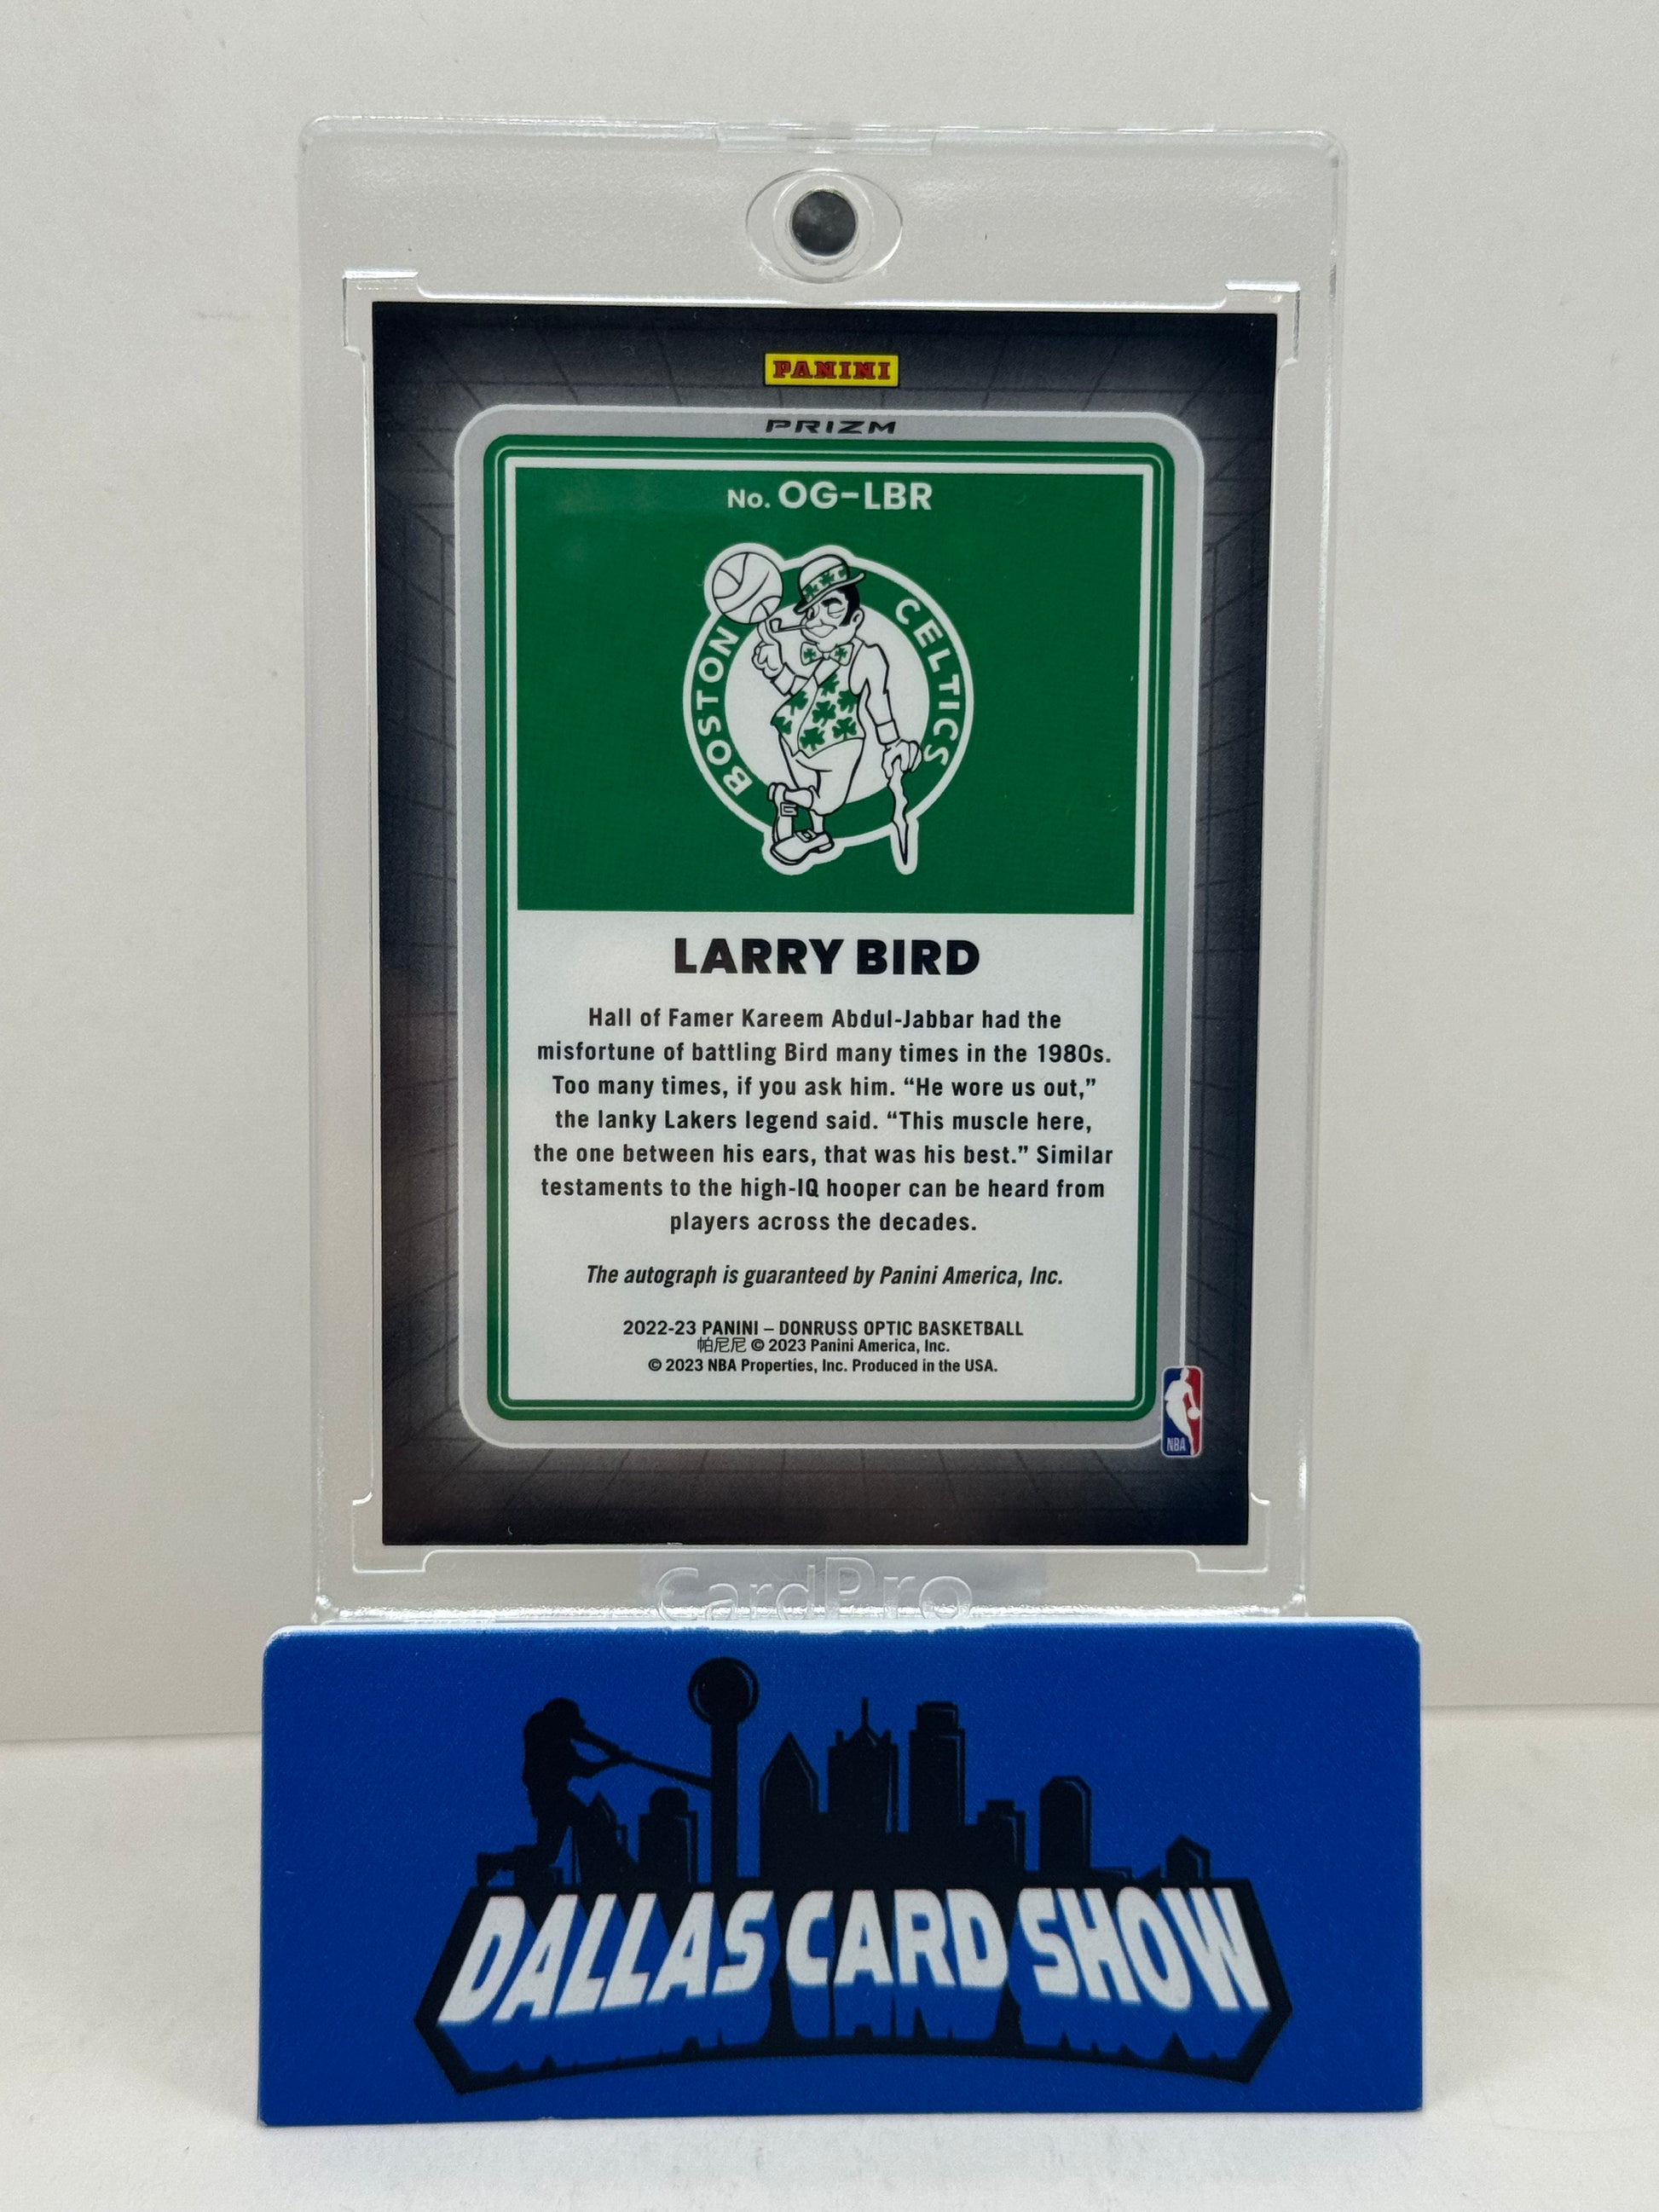 PANINI
PRIZM
No. OG-LBR
BOSTON CELTICS
LARRY BIRD
Hall of Famer Kareem Abdul-Jabbar had the
misfortune of battling Bird many times in the 1980s.
Too many times, if you ask him. “He wore us out,”
the lanky Lakers legend said. “This muscle here,
the one between his ears, that was his best.” Similar
testaments to the high-IQ hooper can be heard from
players across the decades.
The autograph is guaranteed by Panini America, Inc.
2022-23 PANINI – DONRUSS OPTIC BASKETBALL
帕尼尼 © 2023 Panini America, Inc.
© 2023 NBA Properties, Inc. Produced in the USA.
NBA
CardPro
DALLAS CARD SHOW